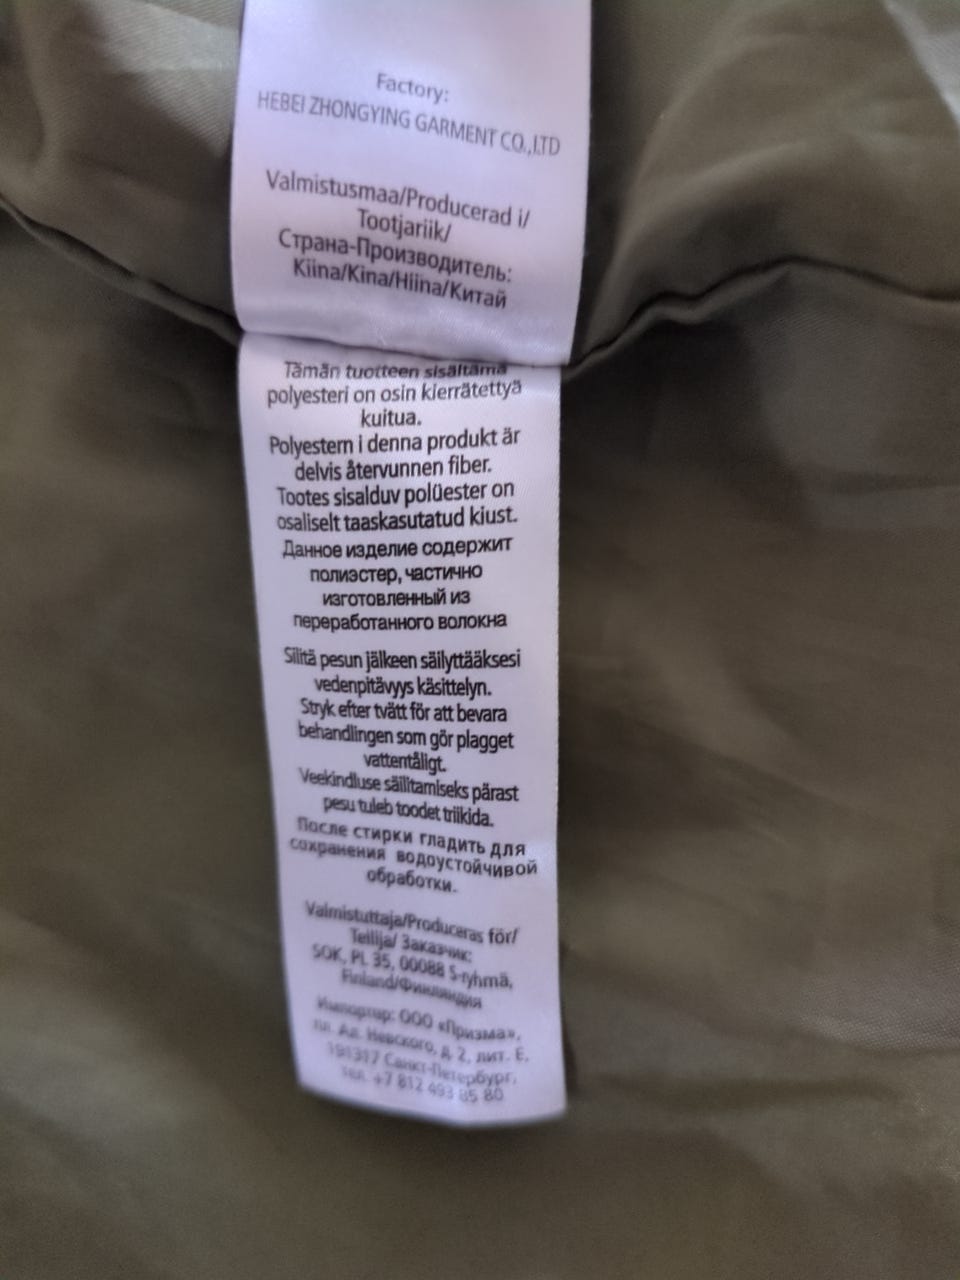 Factory:
HEBEI ZHONGYING GARMENT CO.,LTD
Valmistusmaa/Producerad i/
Tootjariik/
Страна-Производитель:
Kiina/Kina/Hiina/Китай
Tämän tuotteen sisältämä
polyesteri on osin kierrätettyä
kuitua.
Polyestern i denna produkt är
delvis återvunnen fiber.
Tootes sisalduv polüester on
osaliselt taaskasutatud kiust.
Данное изделие содержит
полиэстер, частично
изготовленный из
переработанного волокна
Silitä pesun jälkeen säilyttääksesi
vedenpitävyys käsittelyn.
Stryk efter tvätt för att bevara
behandlingen som gör plagget
vattentåligt.
Veekindluse säilitamiseks pärast
pesu tuleb toodet triikida.
После стирки гладить для
сохранения водоустойчивой
обработки.
Valmistuttaja/Produceras för/
Tellija/ Заказчик:
SOK, PL 35, 00088 S-ryhmä,
Finland/Финляндия
Импортер: ООО «Призма»,
пл. Ал. Невского, д. 2, лит. Е,
191317 Санкт-Петербург,
тел. +7 812 493 85 80